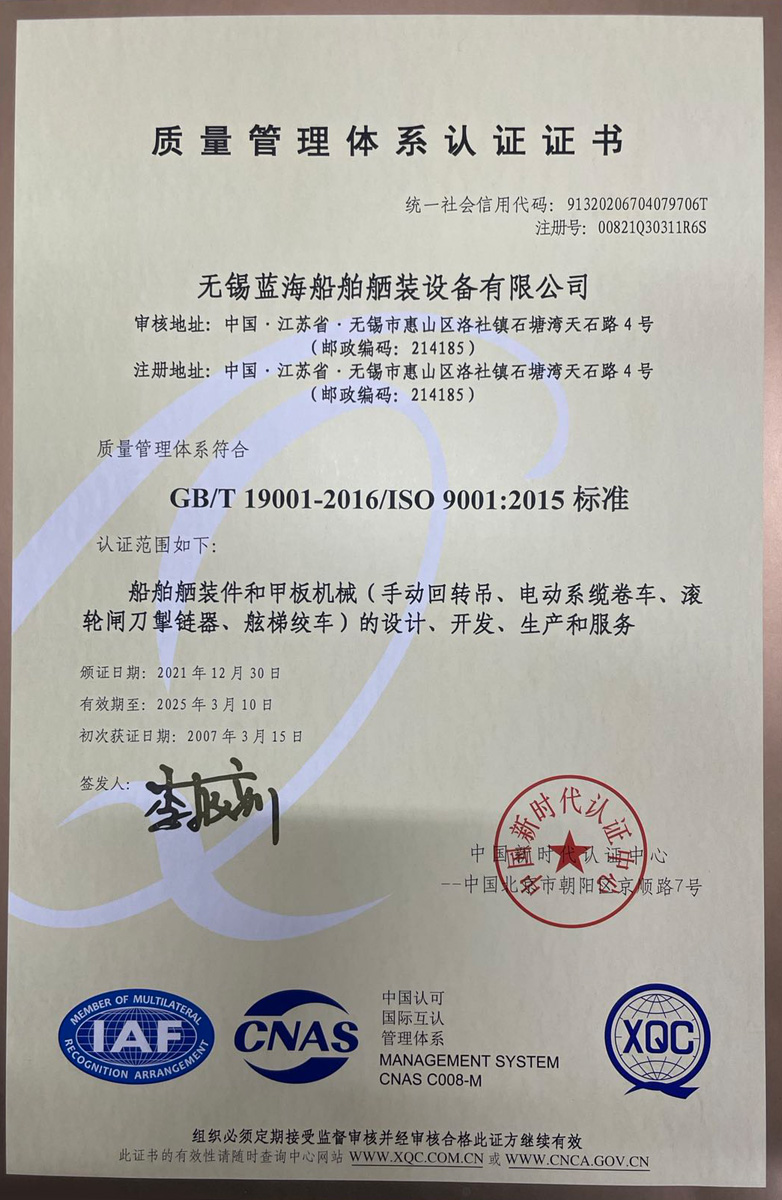 质量管理体系认证证书
统一社会信用代码：91320206704079706T
注册号：00821Q30311R6S
无锡蓝海船舶舾装设备有限公司
审核地址：中国·江苏省·无锡市惠山区洛社镇石塘湾天石路4号
（邮政编码：214185）
注册地址：中国·江苏省·无锡市惠山区洛社镇石塘湾天石路4号
（邮政编码：214185）
质量管理体系符合
GB/T 19001-2016/ISO 9001:2015 标准
认证范围如下：
船舶舾装件和甲板机械（手动回转吊、电动系缆卷车、滚
轮闸刀掣链器、舷梯绞车）的设计、开发、生产和服务
颁证日期：2021年12月30日
有效期至：2025年3月10日
初次获证日期：2007年3月15日
签发人：
中国新时代认证中心
中国新时代认证中心
--中国北京市朝阳区京顺路7号
MEMBER OF MULTILATERAL
IAF
RECOGNITION ARRANGEMENT
CNAS
中国认可
国际互认
管理体系
MANAGEMENT SYSTEM
CNAS C008-M
XQC
组织必须定期接受监督审核并经审核合格此证方继续有效
此证书的有效性请随时查询中心网站 WWW.XQC.COM.CN 或 WWW.CNCA.GOV.CN